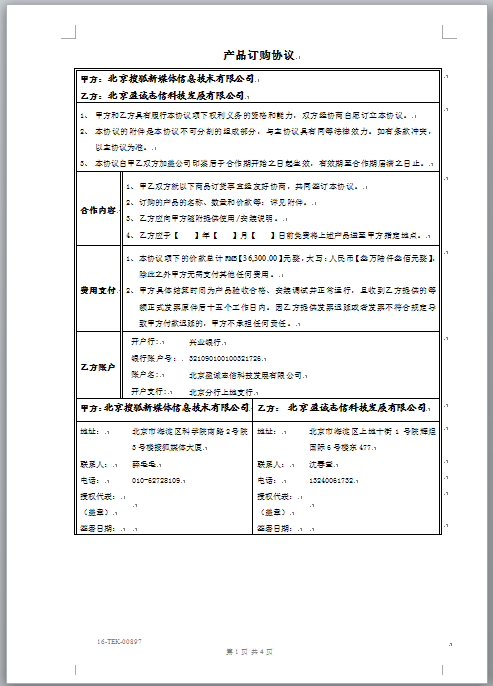 产品订购协议
甲方：北京搜狐新媒体信息技术有限公司
乙方：北京盈诚志信科技发展有限公司
1、 甲方和乙方具有履行本协议项下权利义务的资格和能力，双方经协商自愿订立本协议。
2、 本协议的附件是本协议不可分割的组成部分，与主协议具有同等法律效力。如有条款冲突，
以主协议为准。
3、 本协议自甲乙双方加盖公司印章后于合作期开始之日起生效，有效期至合作期届满之日止。
合作内容
1、 甲乙双方就以下商品订货事宜经友好协商，共同签订本协议。
2、 订购的产品的名称、数量和价款等：详见附件。
3、 乙方应向甲方随附提供使用/安装说明。
4、 乙方应于【 】年【 】月【 】日前免费将上述产品运至甲方指定地点。
费用支付
1、 本协议项下的价款总计 RMB【36,300.00】元整，大写：人民币【叁万陆仟叁佰元整】，
除此之外甲方无需支付其他任何费用。
2、 甲方具体结算时间为产品验收合格、安装调试并正常运行，且收到乙方提供的等
额正式发票原件后十五个工作日内。因乙方提供发票迟延或者发票不符合规定导
致甲方付款迟延的，甲方不承担任何责任。
乙方账户
开户行： 兴业银行
银行账户号： 321090100100321726
账户名： 北京盈诚志信科技发展有限公司
开户支行： 北京分行上地支行
甲方：北京搜狐新媒体信息技术有限公司
乙方： 北京盈诚志信科技发展有限公司
地址： 北京市海淀区科学院南路2号院
3号楼搜狐媒体大厦
联系人： 薛毛毛
电话： 010-62728109
授权代表：
（盖章）
签署日期：
地址： 北京市海淀区上地十街1号院辉煌
国际6号楼东477
联系人： 沈春堂
电话： 13240061732
授权代表：
（盖章）
签署日期：
16-TEK-00897
第 1 页 共 4 页